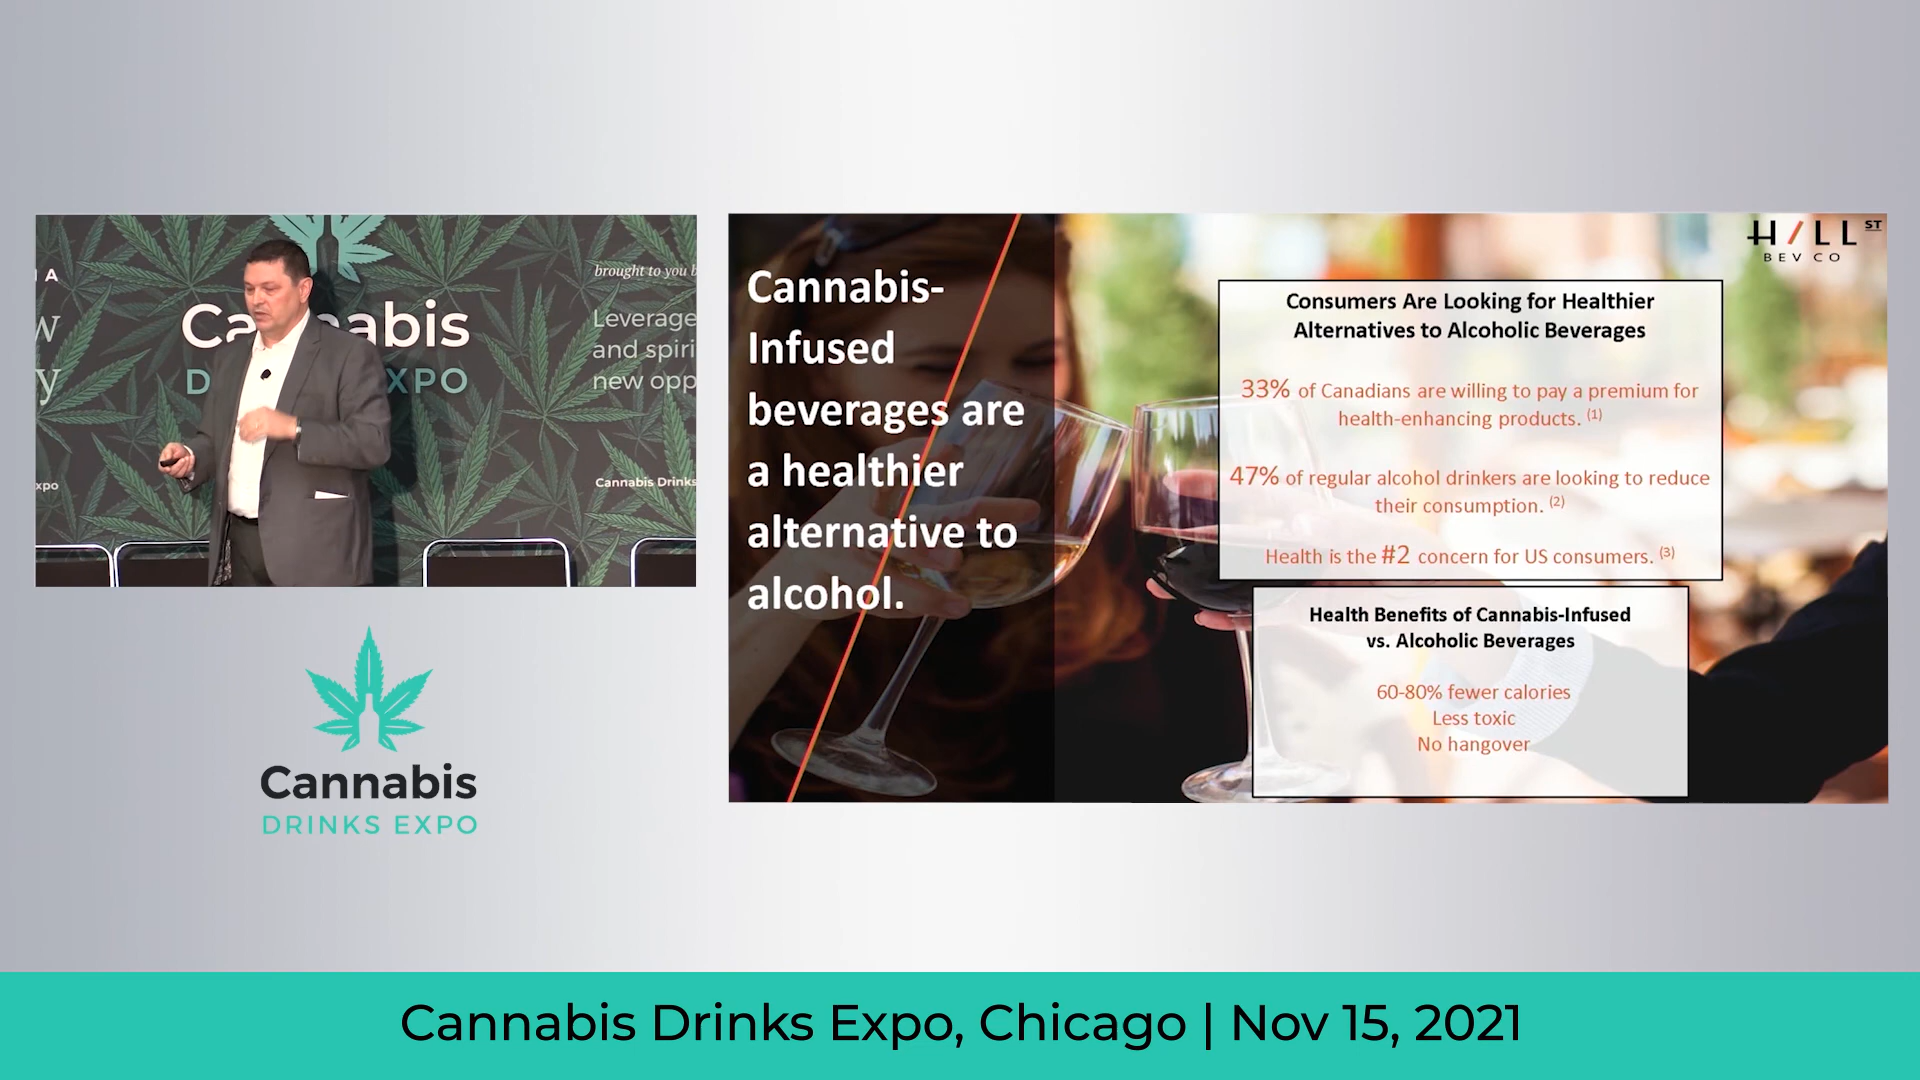 I A
w
y
xpo
Cannabis
D XPO
brought to you b
Leverage
and spiri
new opp
Cannabis Drinks
Cannabis
DRINKS EXPO
Cannabis-
Infused
beverages are
a healthier
alternative to
alcohol.
H/LL ST
BEV CO
Consumers Are Looking for Healthier
Alternatives to Alcoholic Beverages
33% of Canadians are willing to pay a premium for
health-enhancing products. (1)
47% of regular alcohol drinkers are looking to reduce
their consumption. (2)
Health is the #2 concern for US consumers. (3)
Health Benefits of Cannabis-Infused
vs. Alcoholic Beverages
60-80% fewer calories
Less toxic
No hangover
Cannabis Drinks Expo, Chicago | Nov 15, 2021